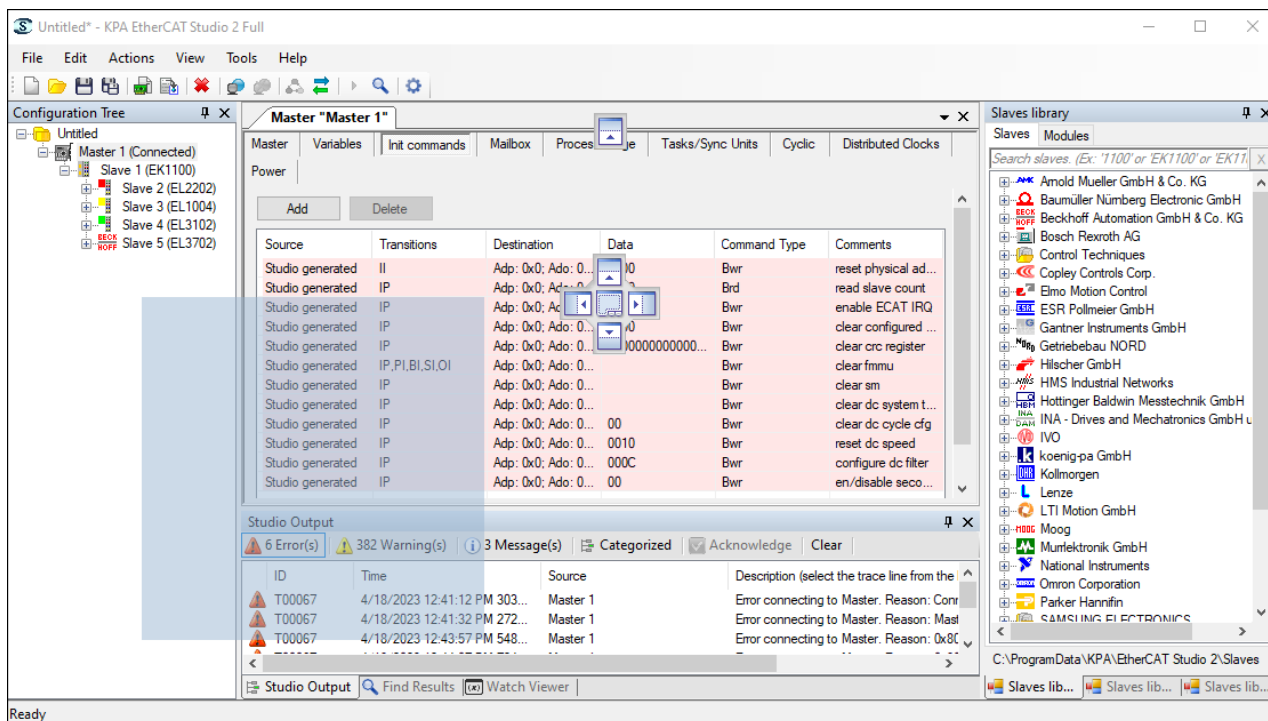 Untitled* - KPA EtherCAT Studio 2 Full
File Edit Actions View Tools Help
Configuration Tree
Untitled
Master 1 (Connected)
Slave 1 (EK1100)
Slave 2 (EL2202)
Slave 3 (EL1004)
Slave 4 (EL3102)
Slave 5 (EL3702)
Master "Master 1"
Master Variables Init commands Mailbox Tasks/Sync Units Cyclic Distributed Clocks
Power
Add Delete
Source Transitions Destination Data Command Type Comments
Studio generated II Adp: 0x0; Ado: 0... Bwr reset physical ad...
Studio generated IP Adp: 0x0; Brd read slave count
Studio generated IP Adp: 0x0; Bwr enable ECAT IRQ
Studio generated IP Adp: 0x0; Ado: 0... Bwr clear configured ...
Studio generated IP Adp: 0x0; Ado: 0... Bwr clear crc register
Studio generated IP,PI,BI,SI,OI Adp: 0x0; Ado: 0... Bwr clear fmmu
Studio generated IP Adp: 0x0; Ado: 0... Bwr clear sm
Studio generated IP Adp: 0x0; Ado: 0... Bwr clear dc system t...
Studio generated IP Adp: 0x0; Ado: 0... 00 Bwr clear dc cycle cfg
Studio generated IP Adp: 0x0; Ado: 0... 0010 Bwr reset dc speed
Studio generated IP Adp: 0x0; Ado: 0... 000C Bwr configure dc filter
Studio generated IP Adp: 0x0; Ado: 0... 00 Bwr en/disable seco...
Studio Output
6 Error(s) 382 Warning(s) 3 Message(s) Categorized Acknowledge Clear
ID Time Source Description (select the trace line from the
T00067 4/18/2023 12:41:12 PM 303... Master 1 Error connecting to Master. Reason: Conr
T00067 4/18/2023 12:41:32 PM 272... Master 1 Error connecting to Master. Reason: Mast
T00067 4/18/2023 12:43:57 PM 548... Master 1 Error connecting to Master. Reason: 0x80
Studio Output Find Results Watch Viewer
Slaves library
Slaves Modules
Search slaves. (Ex: '1100' or 'EK1100' or 'EK11
Arnold Mueller GmbH & Co. KG
Baumüller Nürnberg Electronic GmbH
Beckhoff Automation GmbH & Co. KG
Bosch Rexroth AG
Control Techniques
Copley Controls Corp.
Elmo Motion Control
ESR Pollmeier GmbH
Gantner Instruments GmbH
Getriebebau NORD
Hilscher GmbH
HMS Industrial Networks
Hottinger Baldwin Messtechnik GmbH
INA - Drives and Mechatronics GmbH u
IVO
koenig-pa GmbH
Kollmorgen
Lenze
LTI Motion GmbH
Moog
Murrlektronik GmbH
National Instruments
Omron Corporation
Parker Hannifin
SAMSUNG ELECTRONICS
C:\ProgramData\KPA\EtherCAT Studio 2\Slaves
Slaves lib... Slaves lib... Slaves lib...
Ready